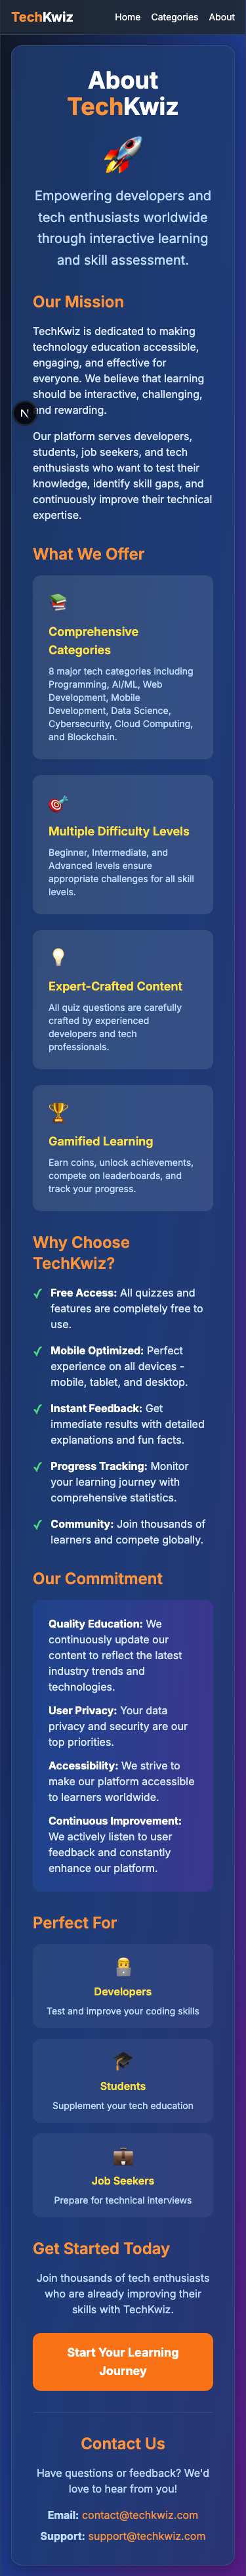 TechKwiz
Home Categories About
About
TechKwiz
Empowering developers and
tech enthusiasts worldwide
through interactive learning
and skill assessment.
Our Mission
TechKwiz is dedicated to making
technology education accessible,
engaging, and effective for
everyone. We believe that learning
should be interactive, challenging,
and rewarding.
N
Our platform serves developers,
students, job seekers, and tech
enthusiasts who want to test their
knowledge, identify skill gaps, and
continuously improve their technical
expertise.
What We Offer
Comprehensive
Categories
8 major tech categories including
Programming, AI/ML, Web
Development, Mobile
Development, Data Science,
Cybersecurity, Cloud Computing,
and Blockchain.
Multiple Difficulty Levels
Beginner, Intermediate, and
Advanced levels ensure
appropriate challenges for all skill
levels.
Expert-Crafted Content
All quiz questions are carefully
crafted by experienced
developers and tech
professionals.
Gamified Learning
Earn coins, unlock achievements,
compete on leaderboards, and
track your progress.
Why Choose
TechKwiz?
✓ Free Access: All quizzes and
features are completely free to
use.
✓ Mobile Optimized: Perfect
experience on all devices -
mobile, tablet, and desktop.
✓ Instant Feedback: Get
immediate results with detailed
explanations and fun facts.
✓ Progress Tracking: Monitor
your learning journey with
comprehensive statistics.
✓ Community: Join thousands of
learners and compete globally.
Our Commitment
Quality Education: We
continuously update our
content to reflect the latest
industry trends and
technologies.
User Privacy: Your data
privacy and security are our
top priorities.
Accessibility: We strive to
make our platform accessible
to learners worldwide.
Continuous Improvement:
We actively listen to user
feedback and constantly
enhance our platform.
Perfect For
Developers
Test and improve your coding skills
Students
Supplement your tech education
Job Seekers
Prepare for technical interviews
Get Started Today
Join thousands of tech enthusiasts
who are already improving their
skills with TechKwiz.
Start Your Learning
Journey
Contact Us
Have questions or feedback? We'd
love to hear from you!
Email: contact@techkwiz.com
Support: support@techkwiz.com